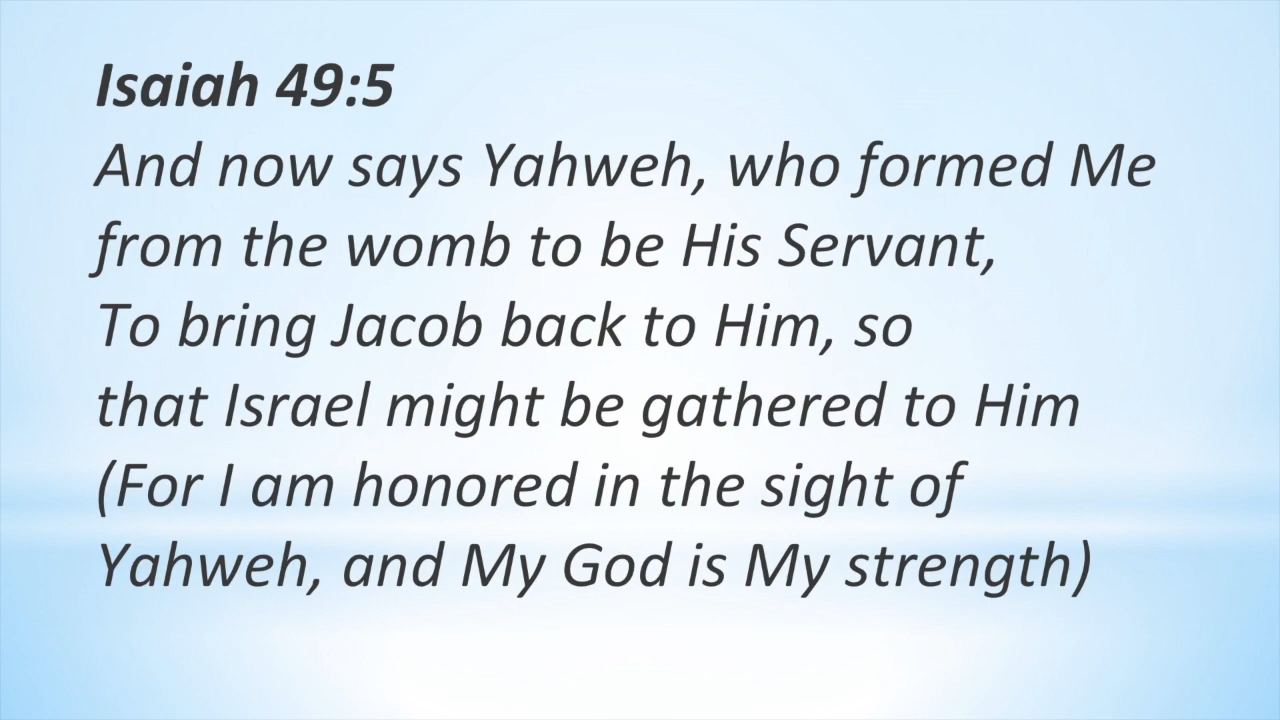 Isaiah 49:5
And now says Yahweh, who formed Me
from the womb to be His Servant,
To bring Jacob back to Him, so
that Israel might be gathered to Him
(For I am honored in the sight of
Yahweh, and My God is My strength)